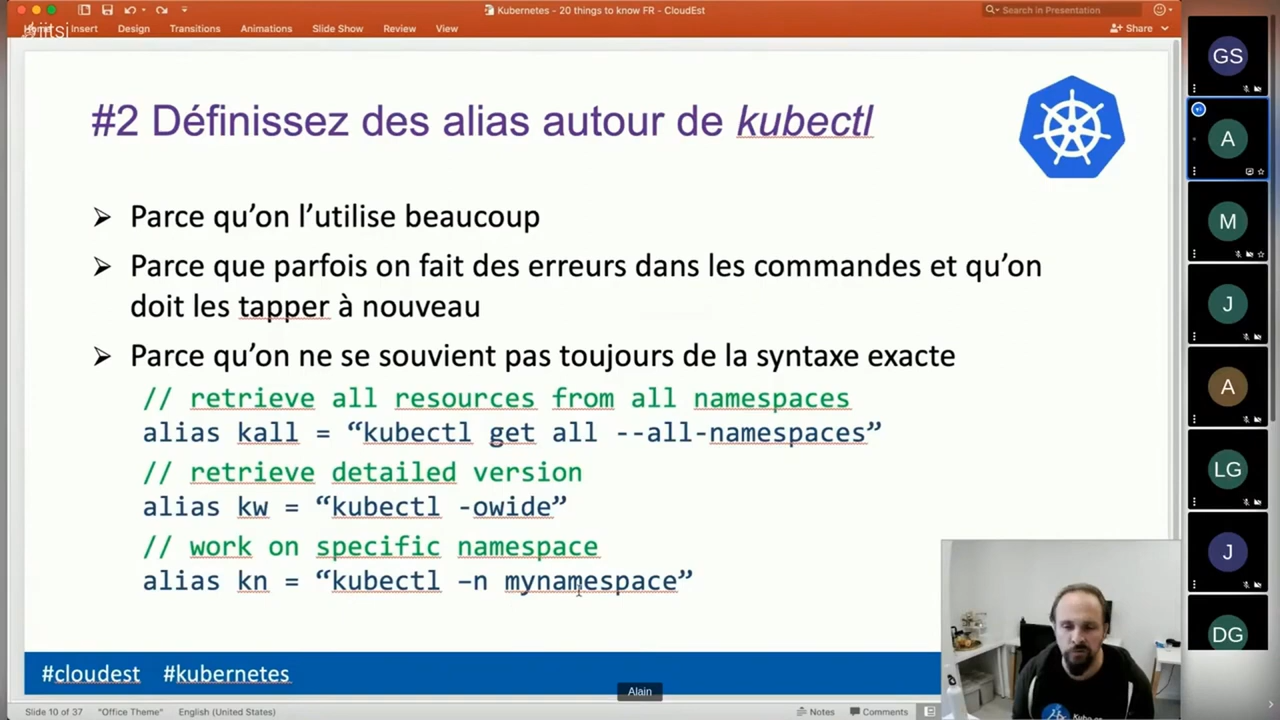 Kubernetes - 20 things to know FR - CloudEst
Search in Presentation
Insert Design Transitions Animations Slide Show Review View
Share
#2 Définissez des alias autour de kubectl
Parce qu’on l’utilise beaucoup
Parce que parfois on fait des erreurs dans les commandes et qu’on
doit les tapper à nouveau
Parce qu’on ne se souvient pas toujours de la syntaxe exacte
// retrieve all resources from all namespaces
alias kall = “kubectl get all --all-namespaces”
// retrieve detailed version
alias kw = “kubectl -owide”
// work on specific namespace
alias kn = “kubectl –n mynamespace”
#cloudest #kubernetes
Alain
Slide 10 of 37 "Office Theme" English (United States)
Notes Comments
GS
A
M
J
A
LG
J
DG